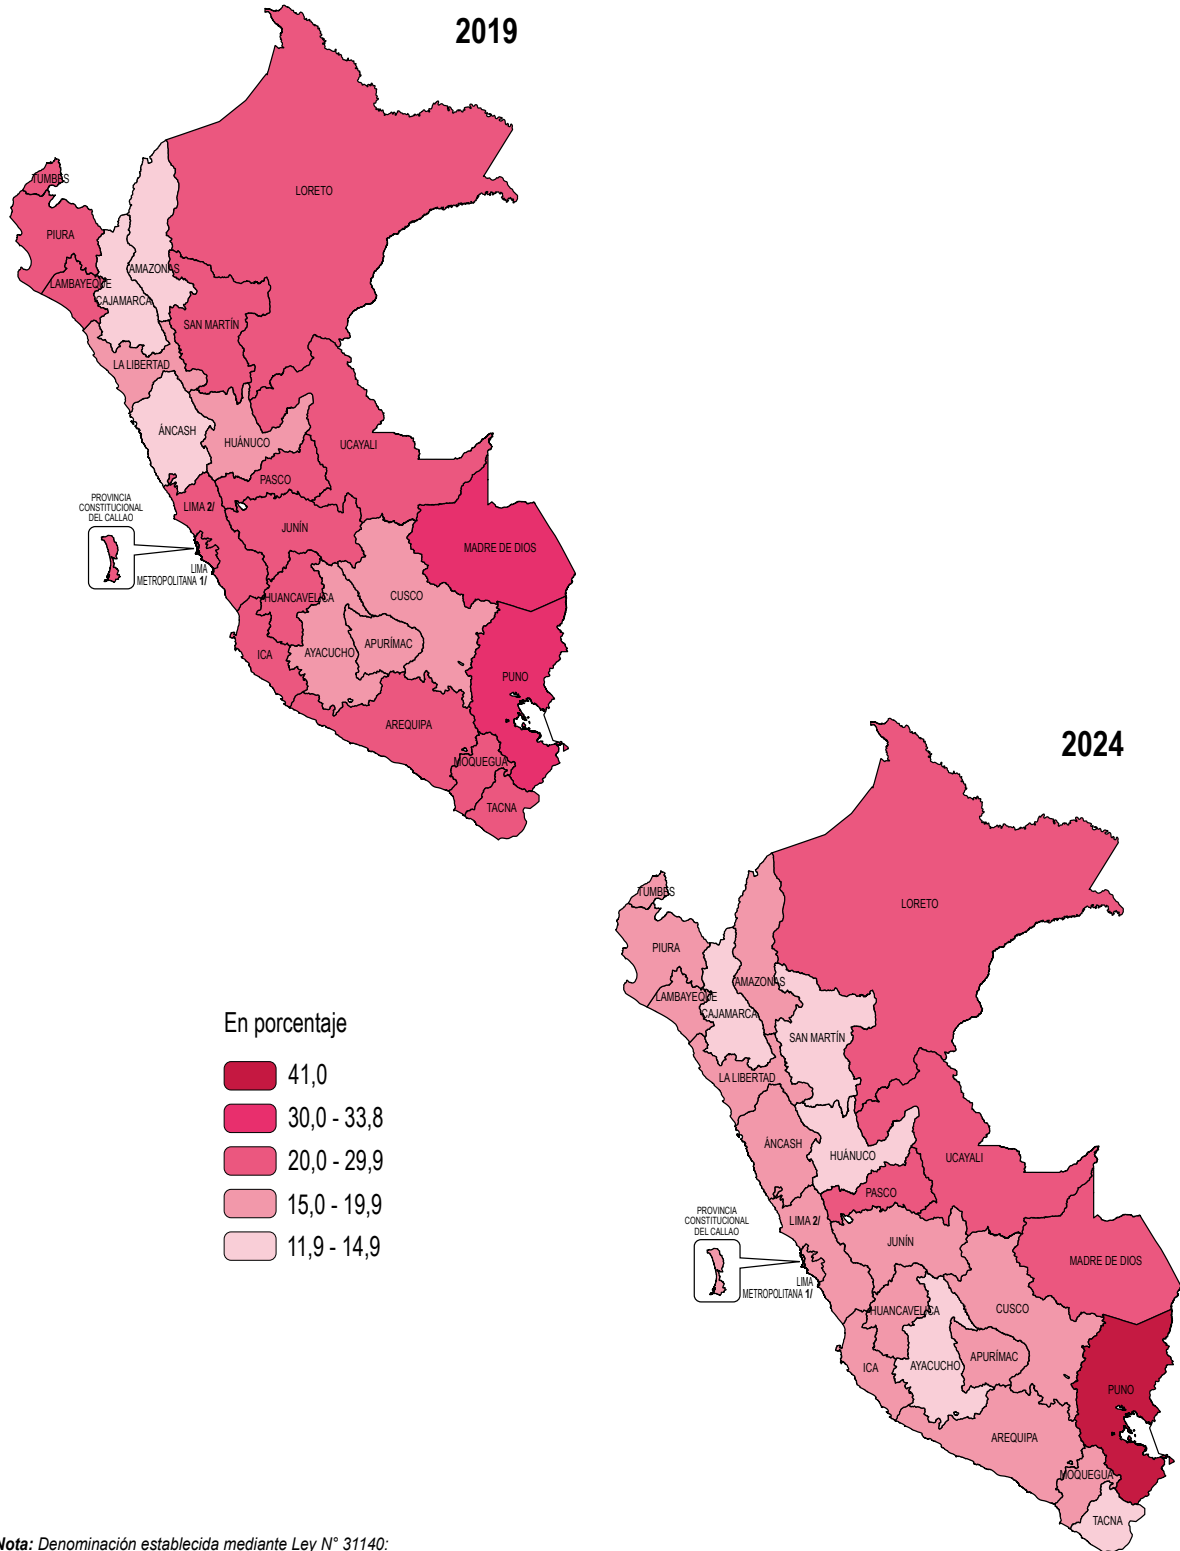 2019
TUMBES
LORETO
PIURA
AMAZONAS
LAMBAYEQUE
CAJAMARCA
SAN MARTÍN
LA LIBERTAD
ÁNCASH
HUÁNUCO
UCAYALI
PASCO
PROVINCIA
CONSTITUCIONAL
DEL CALLAO
LIMA 2/
JUNÍN
MADRE DE DIOS
LIMA
METROPOLITANA 1/
HUANCAVELICA
CUSCO
APURÍMAC
AYACUCHO
ICA
PUNO
AREQUIPA
MOQUEGUA
TACNA
2024
TUMBES
LORETO
PIURA
AMAZONAS
LAMBAYEQUE
CAJAMARCA
SAN MARTÍN
LA LIBERTAD
ÁNCASH
HUÁNUCO
UCAYALI
PASCO
PROVINCIA
CONSTITUCIONAL
DEL CALLAO
LIMA 2/
JUNÍN
MADRE DE DIOS
LIMA
METROPOLITANA 1/
HUANCAVELICA
CUSCO
APURÍMAC
AYACUCHO
ICA
PUNO
AREQUIPA
MOQUEGUA
TACNA
En porcentaje
41,0
30,0 - 33,8
20,0 - 29,9
15,0 - 19,9
11,9 - 14,9
Nota: Denominación establecida mediante Ley N° 31140: